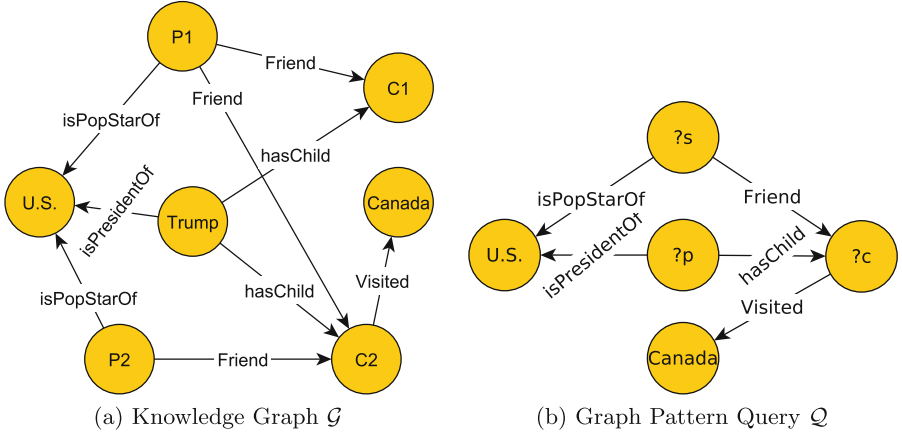 P1
Friend
C1
Friend
isPopStarOf
hasChild
U.S.
isPresidentOf
Trump
Canada
hasChild
Visited
isPopStarOf
P2
Friend
C2
(a) Knowledge Graph 𝒢
?s
isPopStarOf
Friend
U.S.
isPresidentOf
?p
hasChild
?c
Visited
Canada
(b) Graph Pattern Query 𝒬